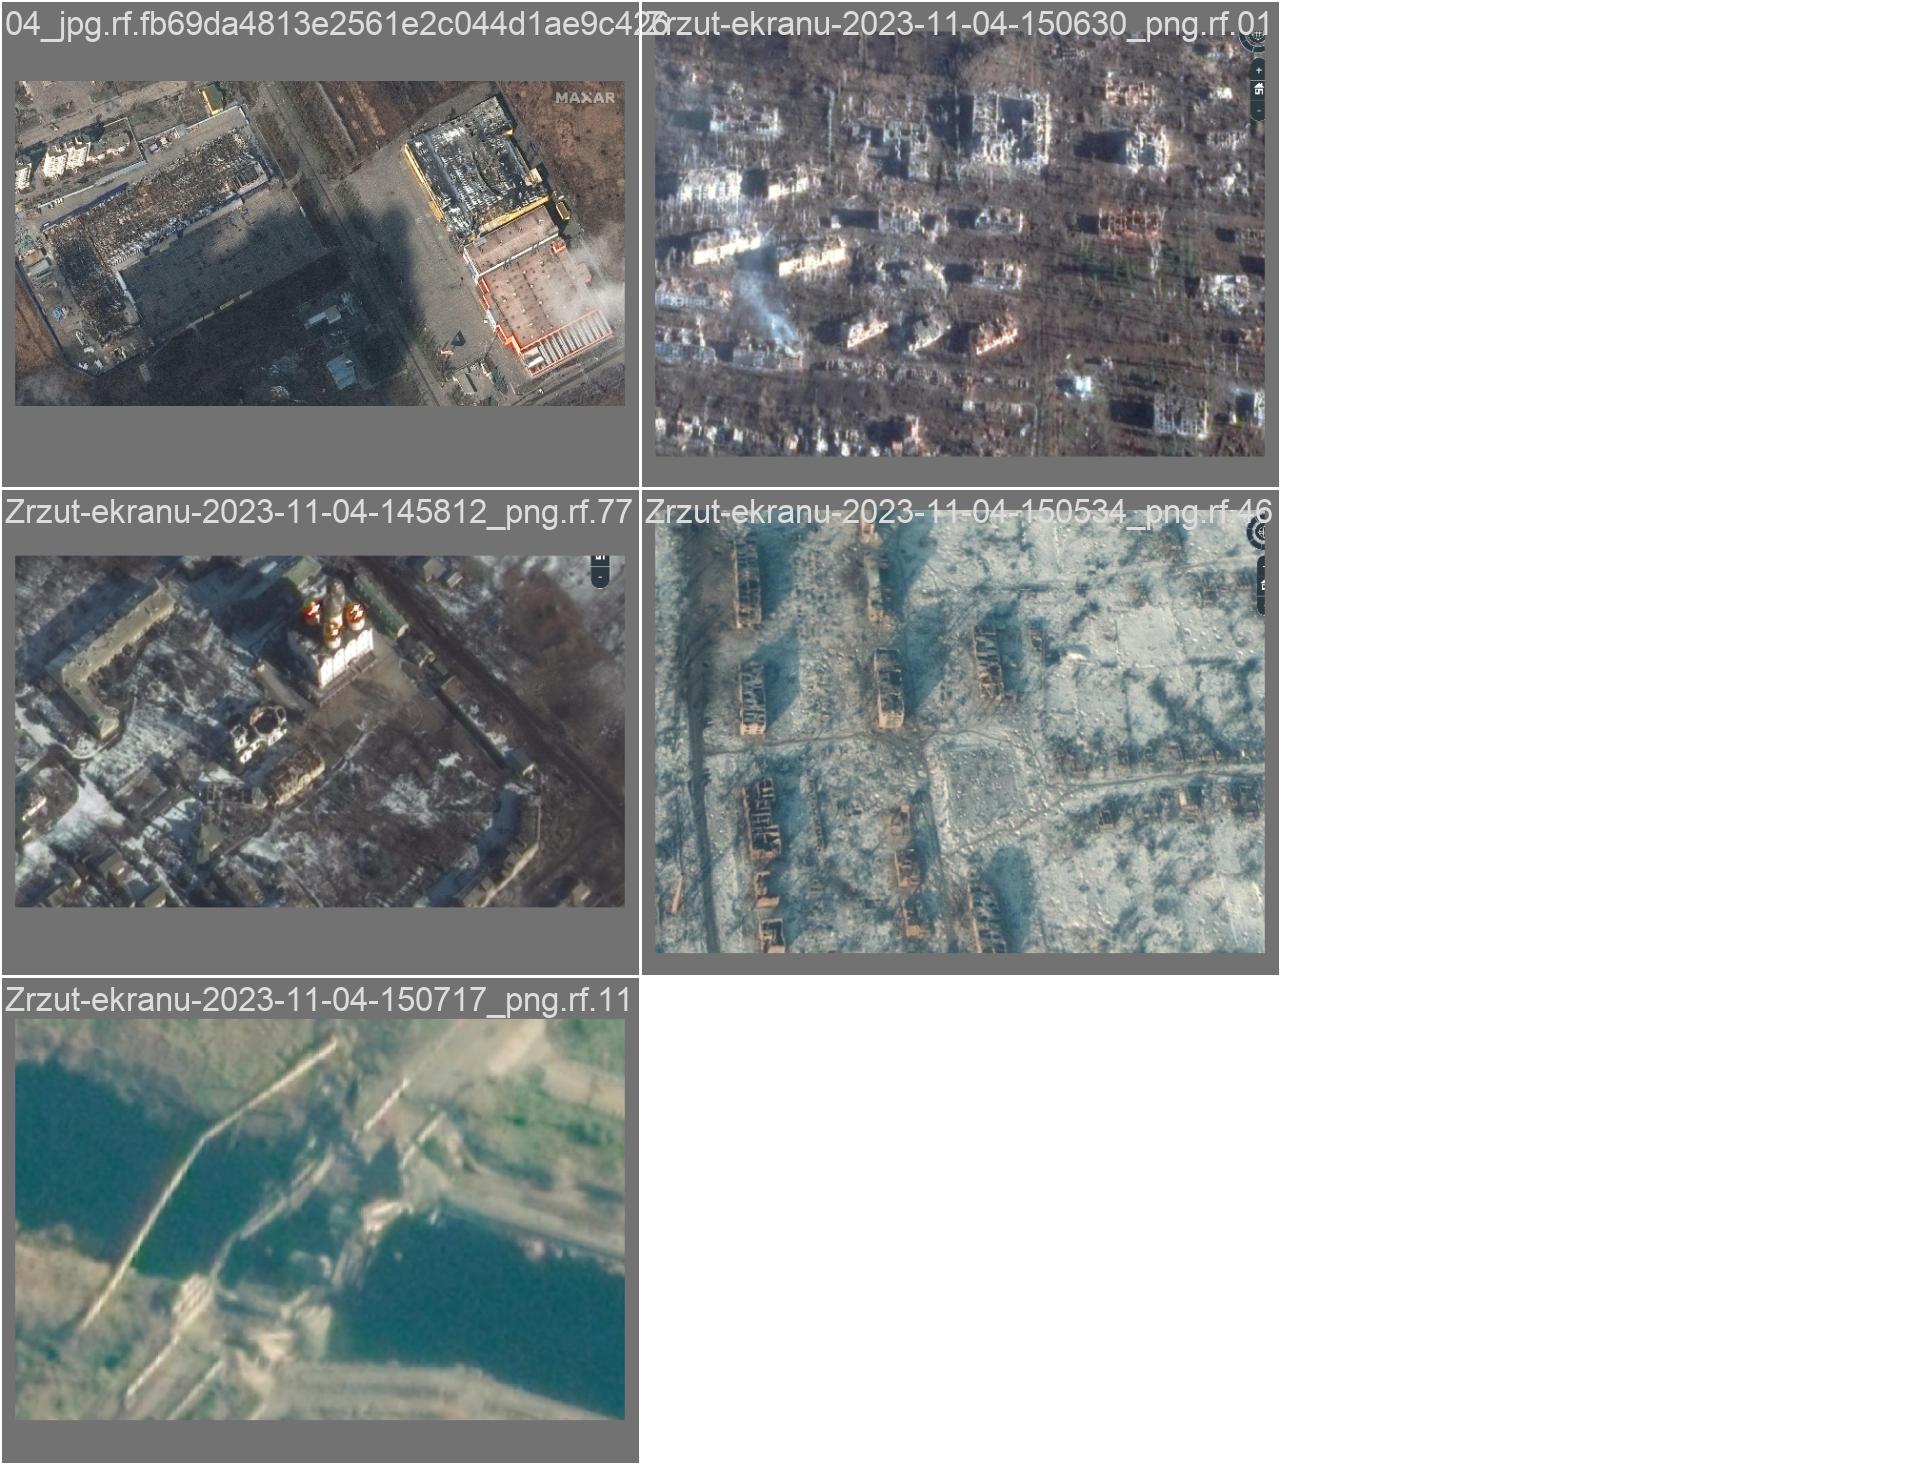 04_jpg.rf.fb69da4813e2561e2c044d1ae9c426
Zrzut-ekranu-2023-11-04-150630_png.rf.01
MAXAR
Zrzut-ekranu-2023-11-04-145812_png.rf.77
Zrzut-ekranu-2023-11-04-150534_png.rf.46
Zrzut-ekranu-2023-11-04-150717_png.rf.11